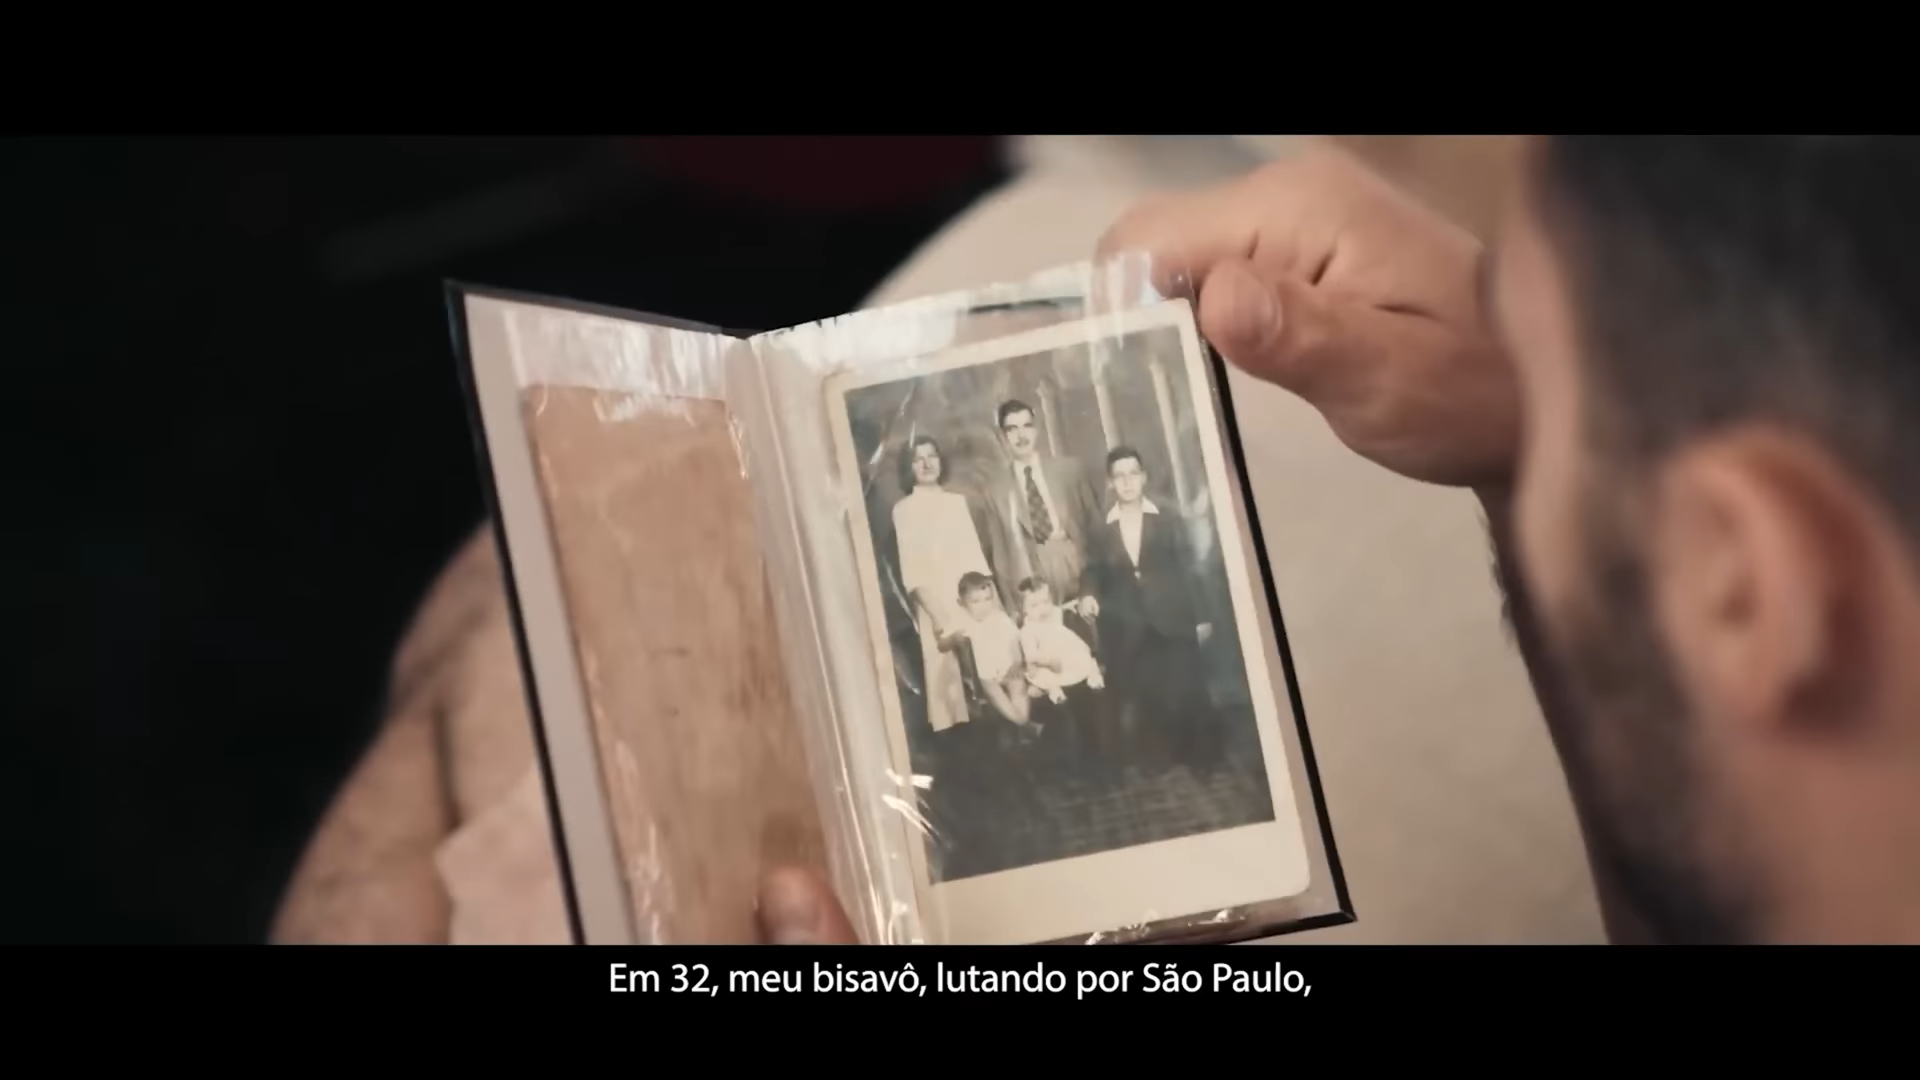 Em 32, meu bisavô, lutando por São Paulo,